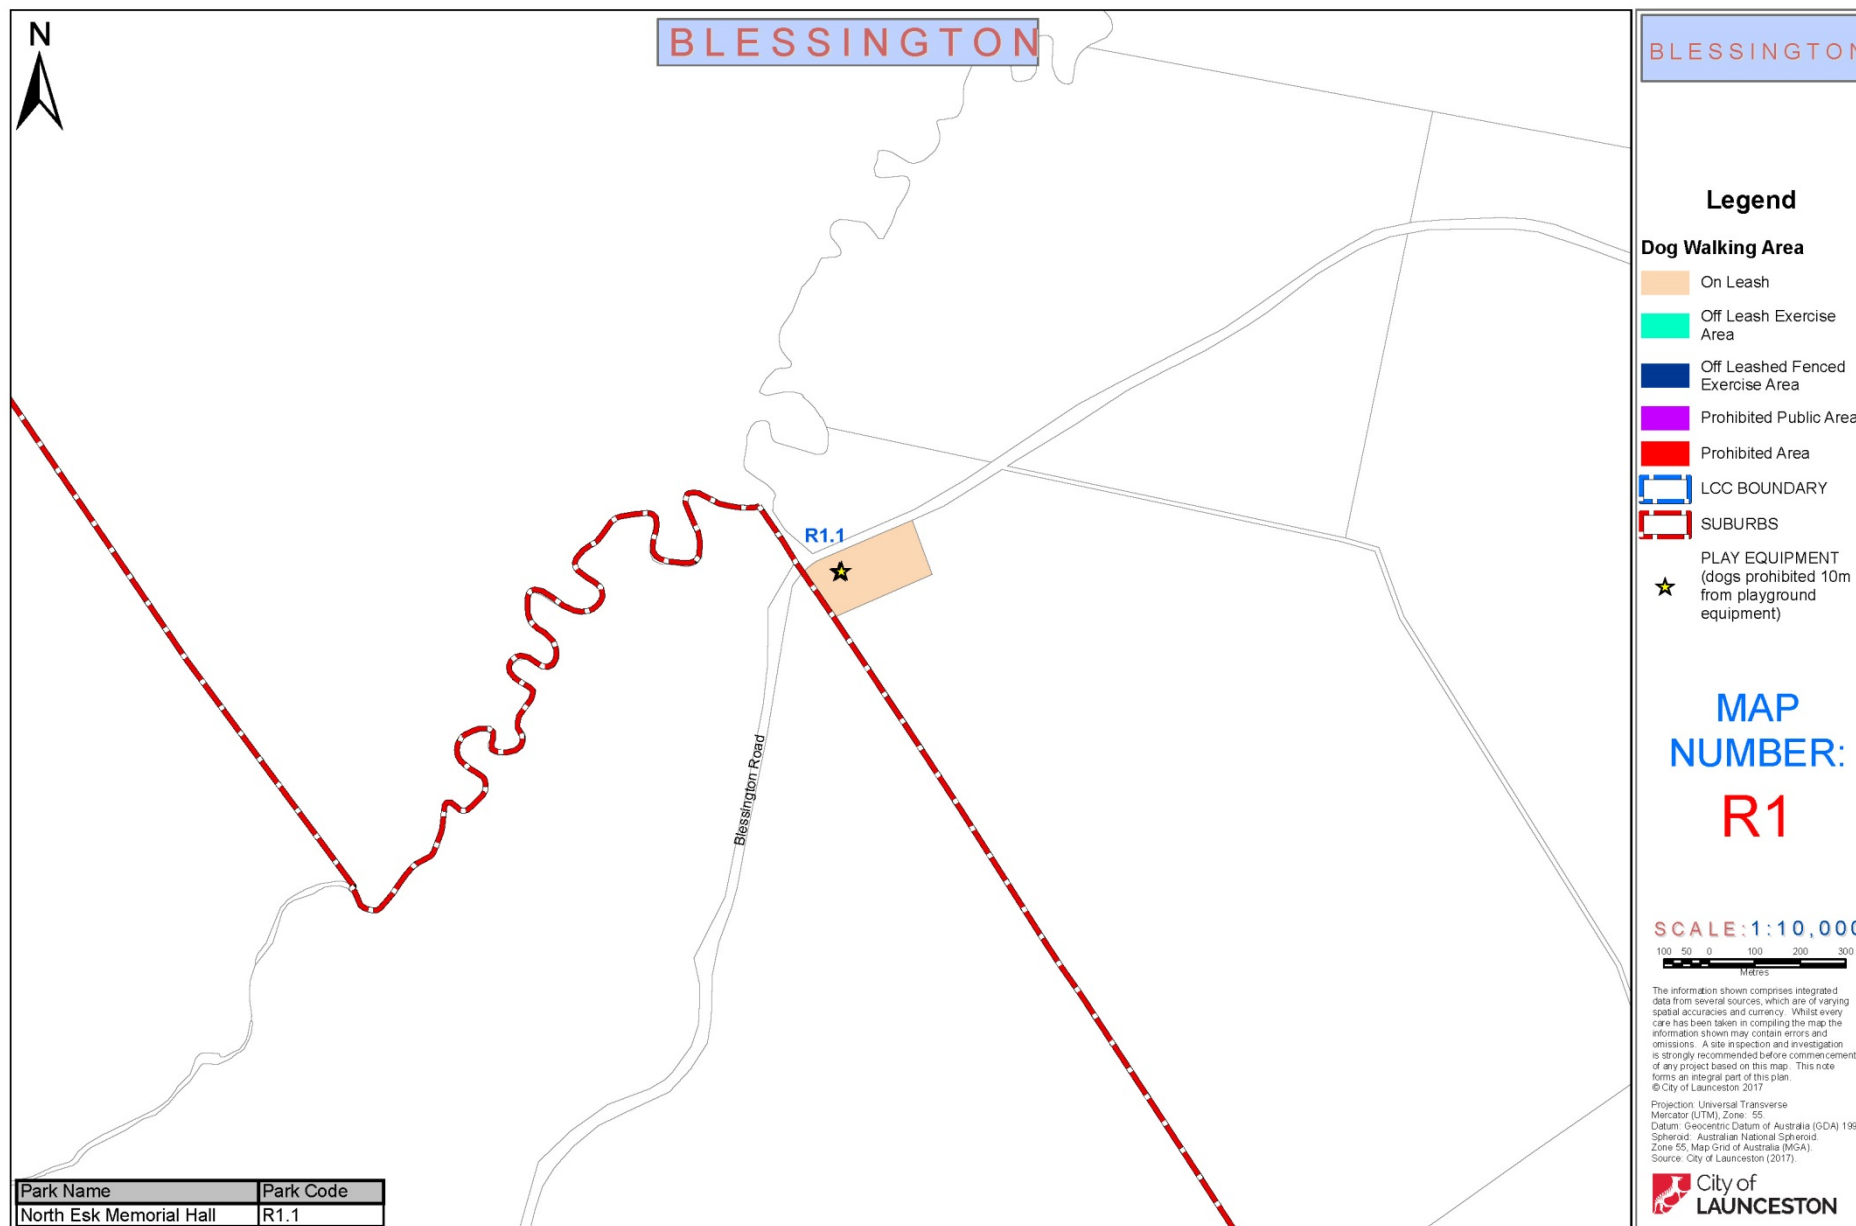 N
BLESSINGTON
R1.1
Blessington Road
Park Name Park Code
North Esk Memorial Hall R1.1
BLESSINGTON
Legend
Dog Walking Area
On Leash
Off Leash Exercise
Area
Off Leashed Fenced
Exercise Area
Prohibited Public Area
Prohibited Area
LCC BOUNDARY
SUBURBS
PLAY EQUIPMENT
(dogs prohibited 10m
from playground
equipment)
MAP
NUMBER:
R1
SCALE: 1:10,000
100 50 0 100 200 300
Metres
The information shown comprises integrated
data from several sources, which are of varying
spatial accuracies and currency. Whilst every
care has been taken in compiling the map the
information shown may contain errors and
omissions. A site inspection and investigation
is strongly recommended before commencement
of any project based on this map. This note
forms an integral part of this plan.
© City of Launceston 2017
Projection: Universal Transverse
Mercator (UTM), Zone: 55.
Datum: Geocentric Datum of Australia (GDA) 199
Spheroid: Australian National Spheroid.
Zone 55, Map Grid of Australia (MGA).
Source: City of Launceston (2017).
City of
LAUNCESTON